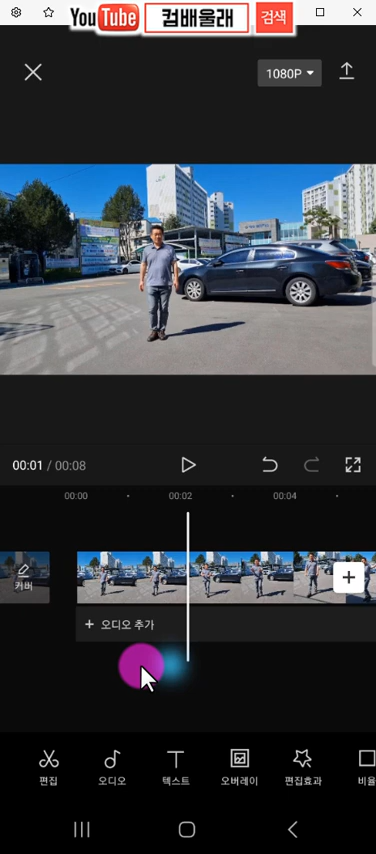 YouTube 컴배울래 검색
1080P
00:01 / 00:08
00:00 00:02 00:04
커버
+ 오디오 추가
편집 오디오 텍스트 오버레이 편집효과 비율